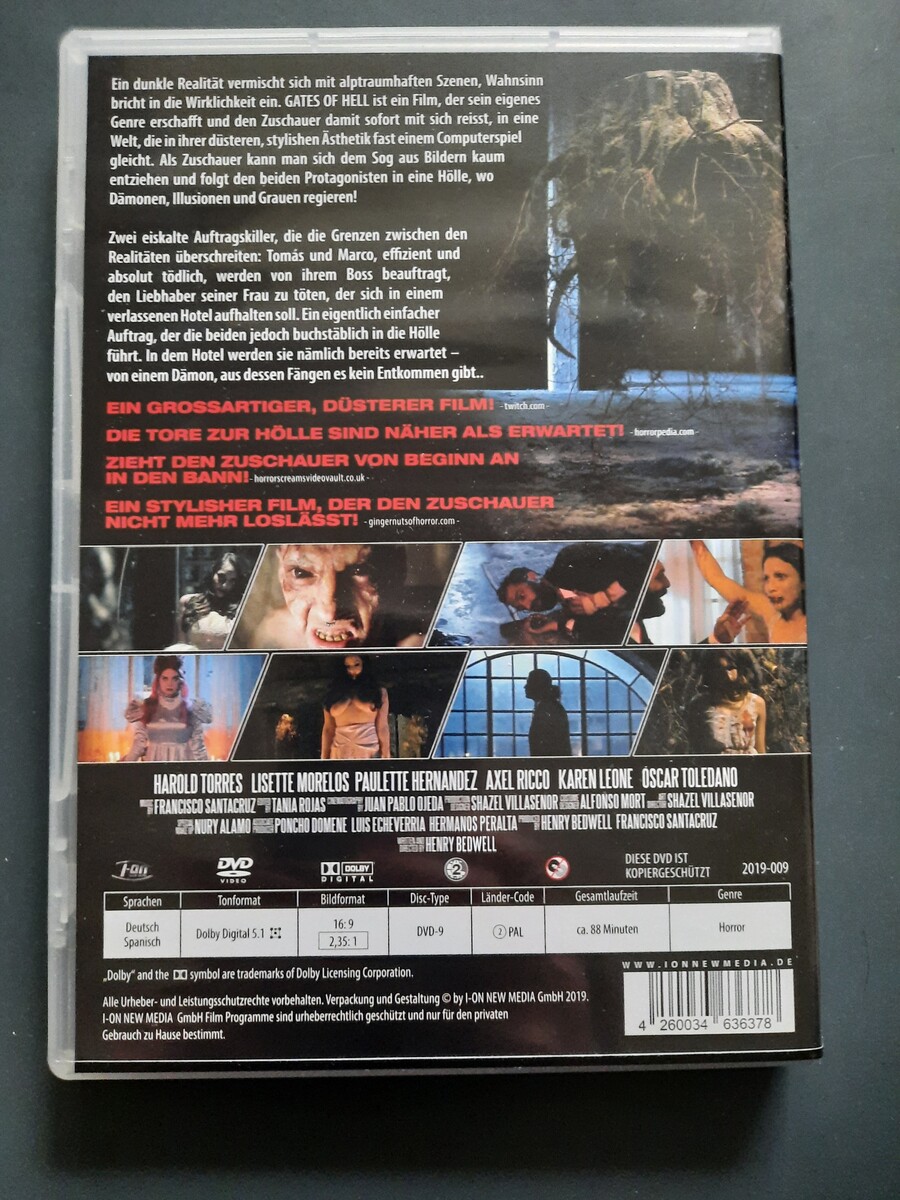 Ein dunkle Realität vermischt sich mit alptraumhaften Szenen, Wahnsinn
bricht in die Wirklichkeit ein. GATES OF HELL ist ein Film, der sein eigenes
Genre erschafft und den Zuschauer damit sofort mit sich reisst, in eine
Welt, die in ihrer düsteren, stylishen Ästhetik fast einem Computerspiel
gleicht. Als Zuschauer kann man sich dem Sog aus Bildern kaum
entziehen und folgt den beiden Protagonisten in eine Hölle, wo
Dämonen, Illusionen und Grauen regieren!
Zwei eiskalte Auftragskiller, die die Grenzen zwischen den
Realitäten überschreiten: Tomás und Marco, effizient und
absolut tödlich, werden von ihrem Boss beauftragt,
den Liebhaber seiner Frau zu töten, der sich in einem
verlassenen Hotel aufhalten soll. Ein eigentlich einfacher
Auftrag, der die beiden jedoch buchstäblich in die Hölle
führt. In dem Hotel werden sie nämlich bereits erwartet –
von einem Dämon, aus dessen Fängen es kein Entkommen gibt..
EIN GROSSARTIGER, DÜSTERER FILM! - twitch.com -
DIE TORE ZUR HÖLLE SIND NÄHER ALS ERWARTET! - horrorpedia.com -
ZIEHT DEN ZUSCHAUER VON BEGINN AN
IN DEN BANN! - horrorscreamsvideovault.co.uk -
EIN STYLISHER FILM, DER DEN ZUSCHAUER
NICHT MEHR LOSLÄSST! - gingernutsofhorror.com -
HAROLD TORRES LISETTE MORELOS PAULETTE HERNANDEZ AXEL RICCO KAREN LEONE ÓSCAR TOLEDANO
FRANCISCO SANTACRUZ TANIA ROJAS JUAN PABLO OJEDA SHAZEL VILLASENOR ALFONSO MORT SHAZEL VILLASENOR
NURY ALAMO PONCHO DOMENE LUIS ECHEVERRIA HERMANOS PERALTA HENRY BEDWELL FRANCISCO SANTACRUZ
WRITTEN AND DIRECTED BY HENRY BEDWELL
I-ON DVD VIDEO DOLBY DIGITAL 2 DIESE DVD IST KOPIERGESCHÜTZT 2019-009
Sprachen Tonformat Bildformat Disc-Type Länder-Code Gesamtlaufzeit Genre
Deutsch Spanisch Dolby Digital 5.1 16:9 2,35:1 DVD-9 2 PAL ca. 88 Minuten Horror
„Dolby“ and the symbol are trademarks of Dolby Licensing Corporation.
WWW.IONNEWMEDIA.DE
Alle Urheber- und Leistungsschutzrechte vorbehalten. Verpackung und Gestaltung © by I-ON NEW MEDIA GmbH 2019.
I-ON NEW MEDIA GmbH Film Programme sind urheberrechtlich geschützt und nur für den privaten
Gebrauch zu Hause bestimmt.
4 260034 636378